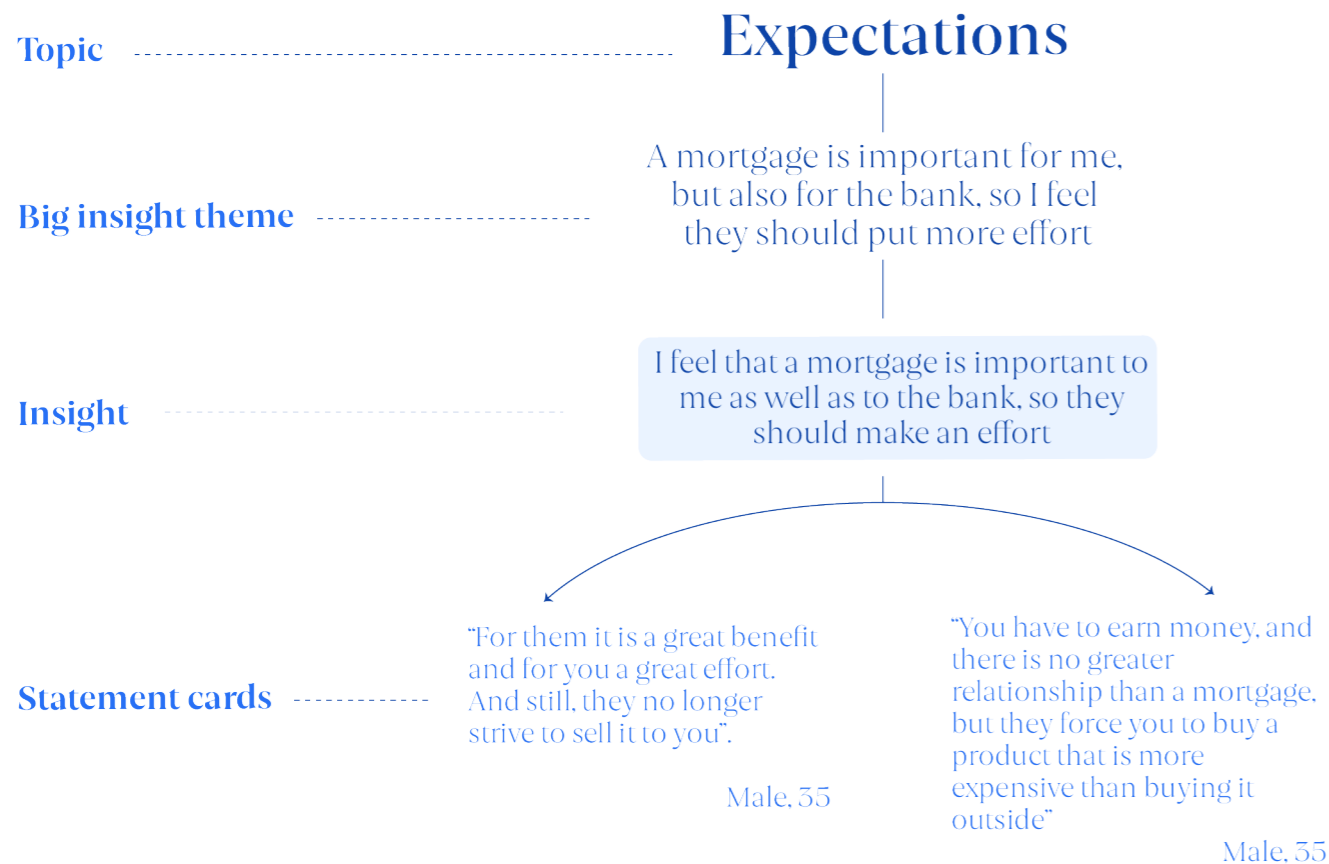 Topic
Expectations
Big insight theme
A mortgage is important for me,
but also for the bank, so I feel
they should put more effort
Insight
I feel that a mortgage is important to
me as well as to the bank, so they
should make an effort
Statement cards
“For them it is a great benefit
and for you a great effort.
And still, they no longer
strive to sell it to you”.
Male, 35
“You have to earn money, and
there is no greater
relationship than a mortgage,
but they force you to buy a
product that is more
expensive than buying it
outside”
Male, 35